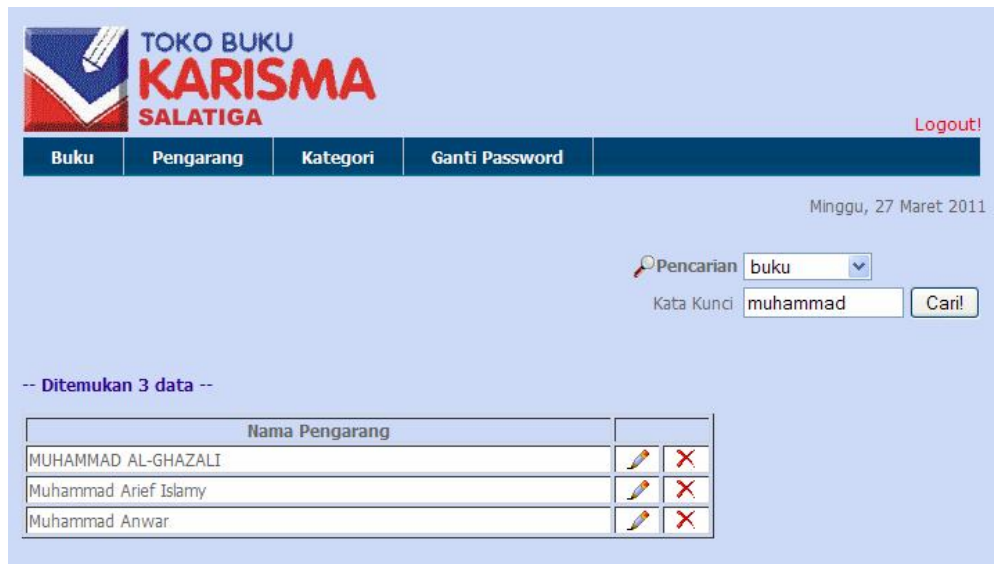 TOKO BUKU
KARISMA
SALATIGA
Logout!
Buku Pengarang Kategori Ganti Password
Minggu, 27 Maret 2011
Pencarian buku
Kata Kunci muhammad Cari!
-- Ditemukan 3 data --
Nama Pengarang
MUHAMMAD AL-GHAZALI
Muhammad Arief Islamy
Muhammad Anwar